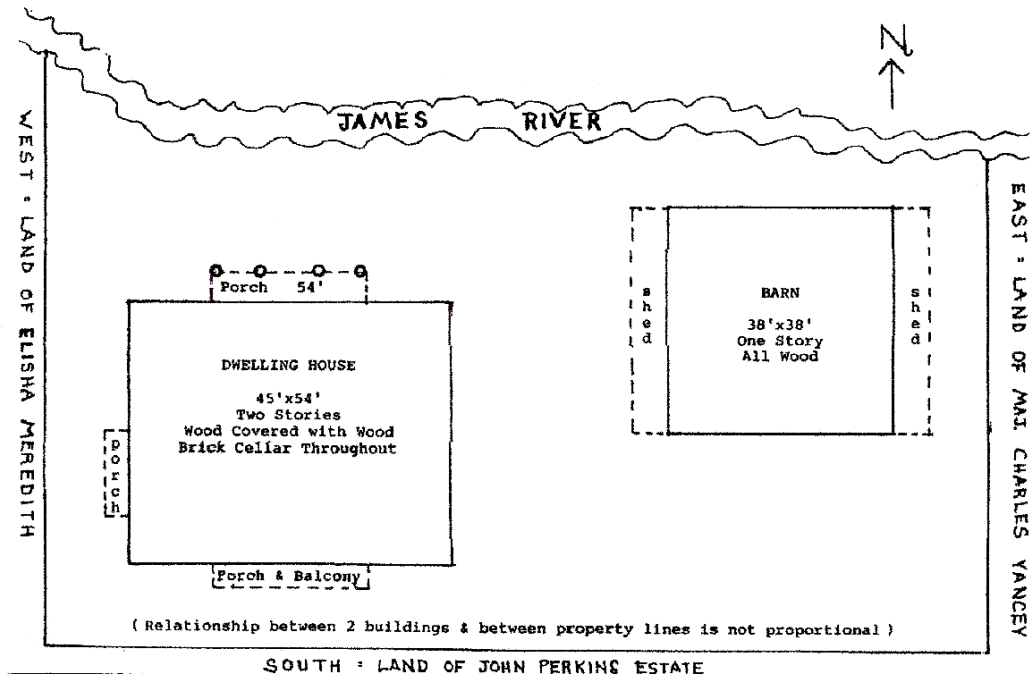 N
JAMES RIVER
WEST : LAND OF ELISHA MEREDITH
EAST : LAND OF MAJ. CHARLES YANCEY
Porch 54'
DWELLING HOUSE
45'x54'
Two Stories
Wood Covered with Wood
Brick Cellar Throughout
porch
Porch & Balcony
shed
BARN
38'x38'
One Story
All Wood
shed
( Relationship between 2 buildings & between property lines is not proportional )
SOUTH : LAND OF JOHN PERKINS ESTATE